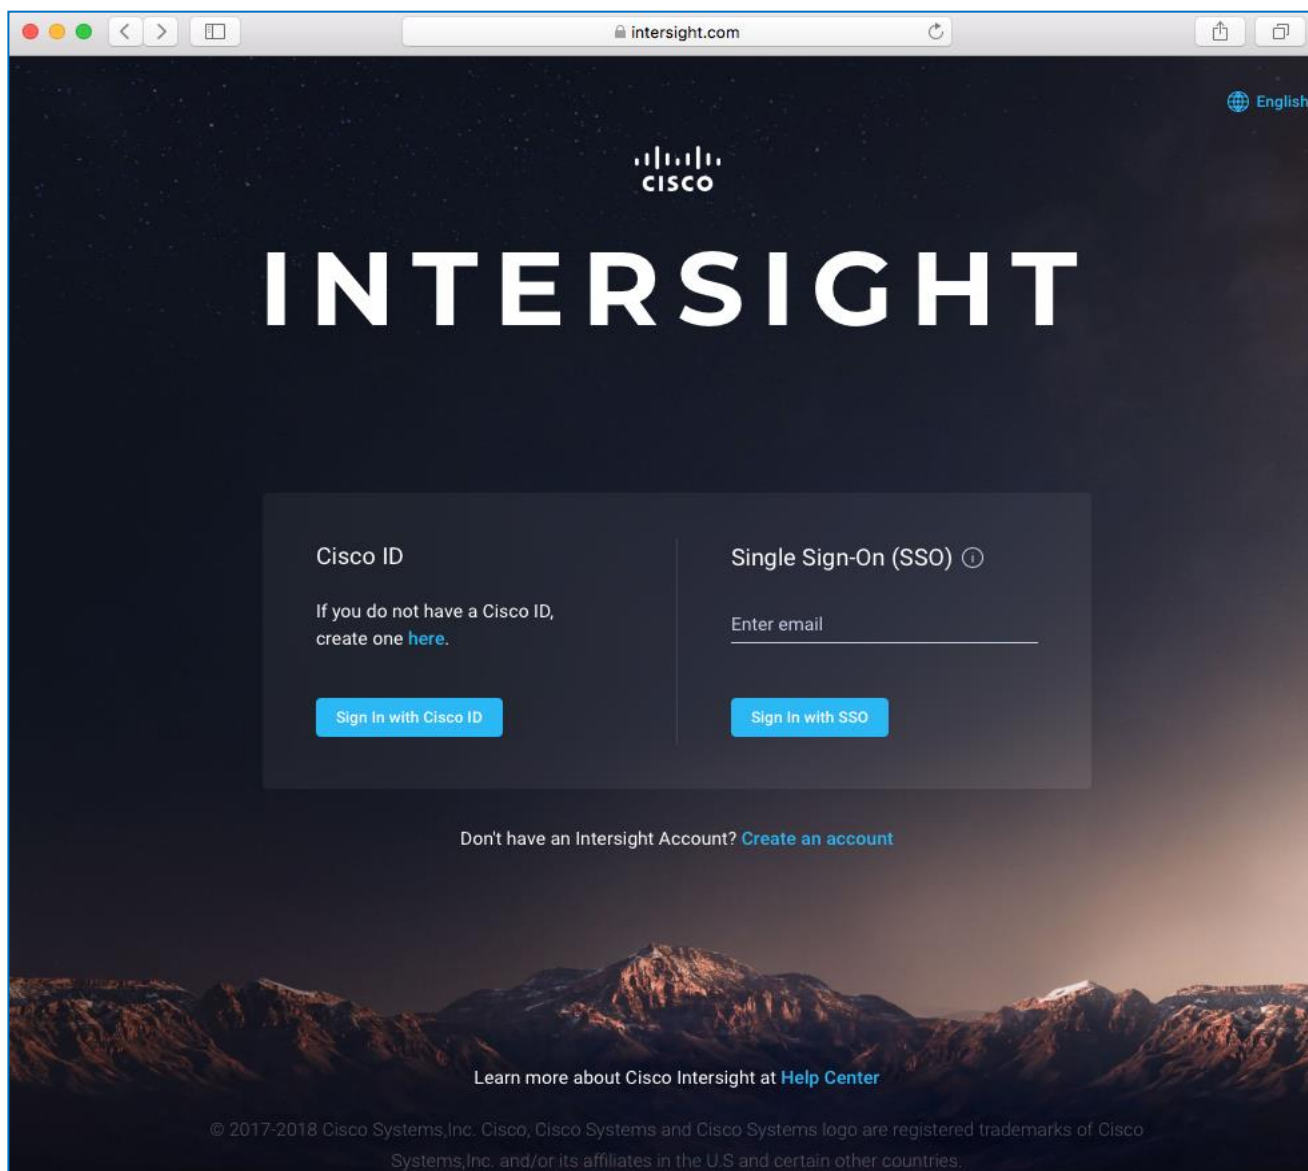 intersight.com
English
CISCO
INTERSIGHT
Cisco ID
If you do not have a Cisco ID,
create one here.
Sign In with Cisco ID
Single Sign-On (SSO)
Enter email
Sign In with SSO
Don't have an Intersight Account? Create an account
Learn more about Cisco Intersight at Help Center
© 2017-2018 Cisco Systems,Inc. Cisco, Cisco Systems and Cisco Systems logo are registered trademarks of Cisco
Systems,Inc. and/or its affiliates in the U.S and certain other countries.